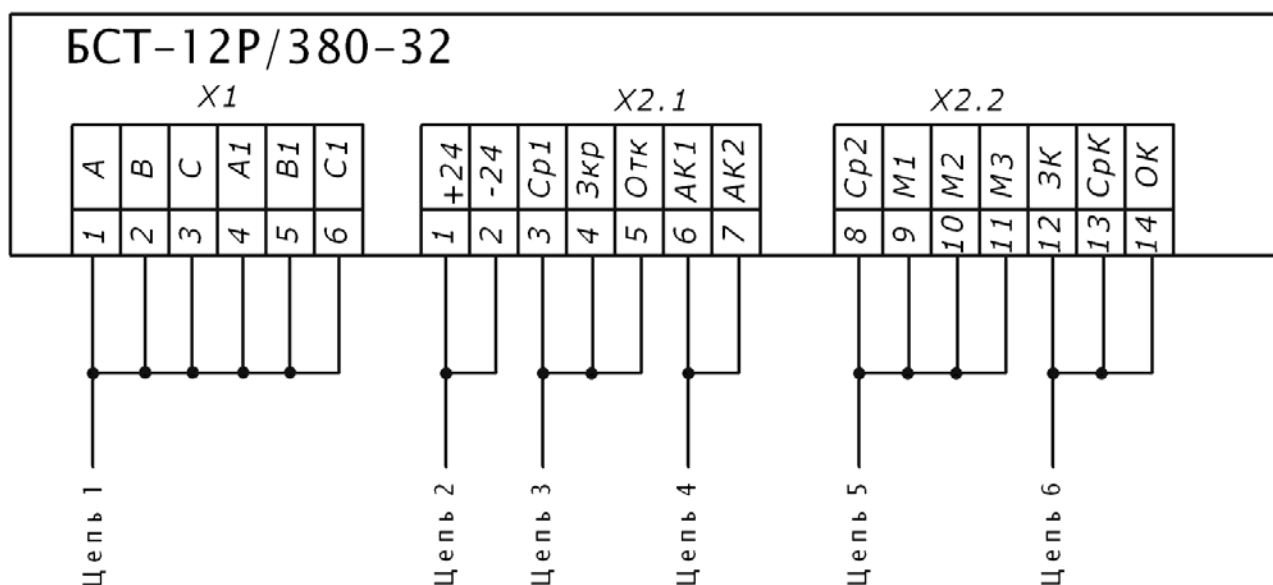 БСТ-12Р/380-32
X1 X2.1 X2.2
A B C A1 B1 C1 +24 -24 Ср1 Зкр Отк АК1 АК2 Ср2 М1 М2 М3 ЗК СрК ОК
1 2 3 4 5 6 1 2 3 4 5 6 7 8 9 10 11 12 13 14
Цепь 1 Цепь 2 Цепь 3 Цепь 4 Цепь 5 Цепь 6